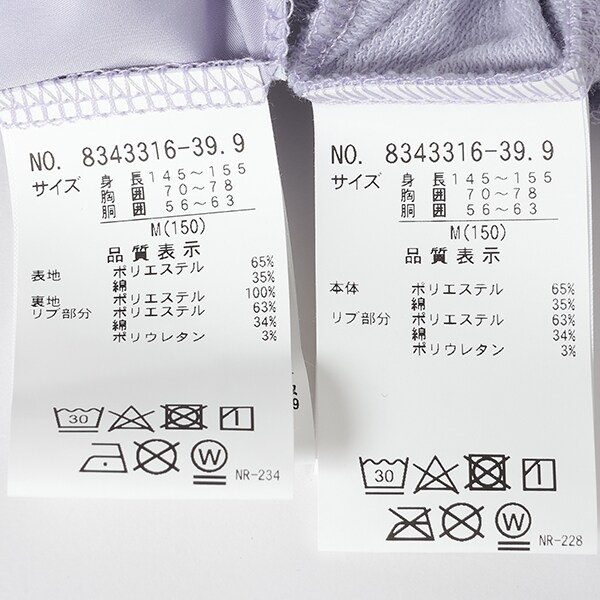 NO. 8343316-39.9
サイズ 身長 145～155
胸囲 70～78
胴囲 56～63
M(150)
品質表示
表地 ポリエステル 65%
綿 35%
裏地 ポリエステル 100%
リブ部分 ポリエステル 63%
綿 34%
ポリウレタン 3%
30
W
NR-234
9
NO. 8343316-39.9
サイズ 身長 145～155
胸囲 70～78
胴囲 56～63
M(150)
品質表示
本体 ポリエステル 65%
綿 35%
リブ部分 ポリエステル 63%
綿 34%
ポリウレタン 3%
30
W
NR-228